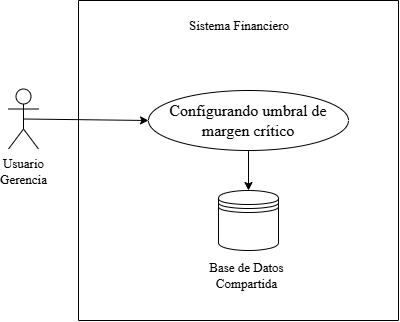 Sistema Financiero
Configurando umbral de
margen crítico
Usuario
Gerencia
Base de Datos
Compartida